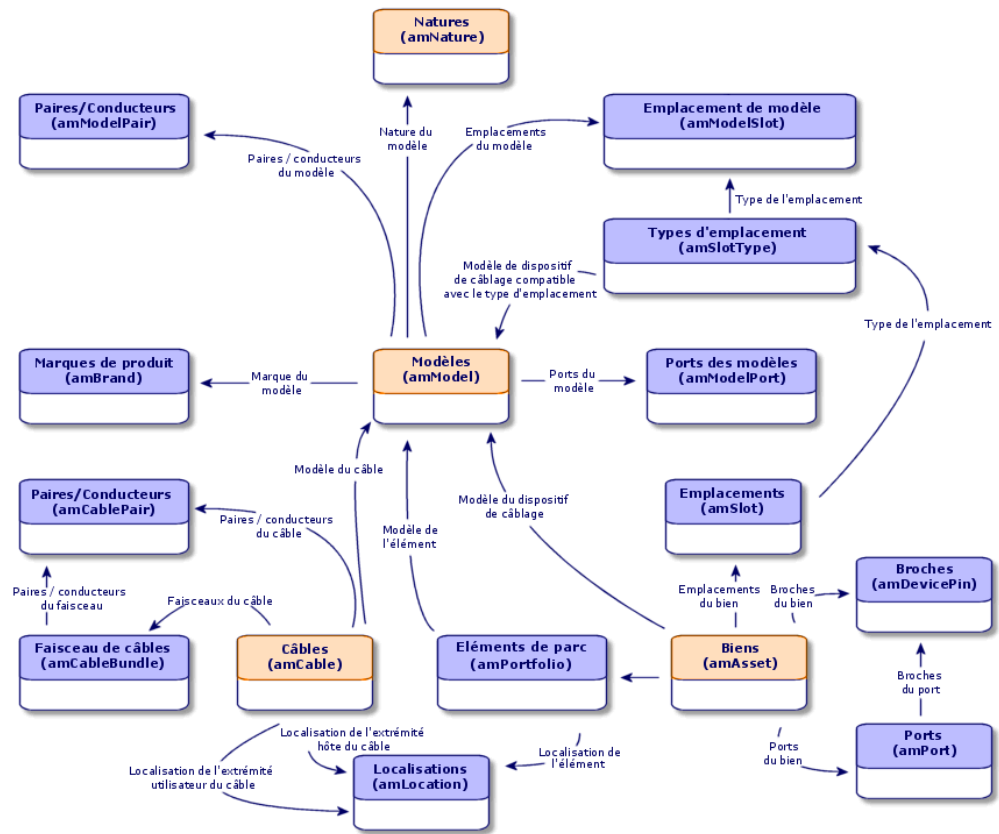 Natures
(amNature)
Paires/Conducteurs
(amModelPair)
Emplacement de modèle
(amModelSlot)
Nature du
modèle
Emplacements
du modèle
Paires / conducteurs
du modèle
Type de l'emplacement
Types d'emplacement
(amSlotType)
Modèle de dispositif
de câblage compatible
avec le type d'emplacement
Type de l'emplacement
Marques de produit
(amBrand)
Marque du
modèle
Modèles
(amModel)
Ports du
modèle
Ports des modèles
(amModelPort)
Modèle du câble
Paires/Conducteurs
(amCablePair)
Paires / conducteurs
du câble
Modèle de
l'élément
Modèle du dispositif
de câblage
Emplacements
(amSlot)
Broches
(amDevicePin)
Paires / conducteurs
du faisceau
Faisceaux du câble
Emplacements
du bien
Broches
du bien
Faisceau de câbles
(amCableBundle)
Câbles
(amCable)
Eléments de parc
(amPortfolio)
Biens
(amAsset)
Broches
du port
Localisation de l'extrémité
hôte du câble
Localisation de
l'élément
Ports
du bien
Ports
(amPort)
Localisation de l'extrémité
utilisateur du câble
Localisations
(amLocation)